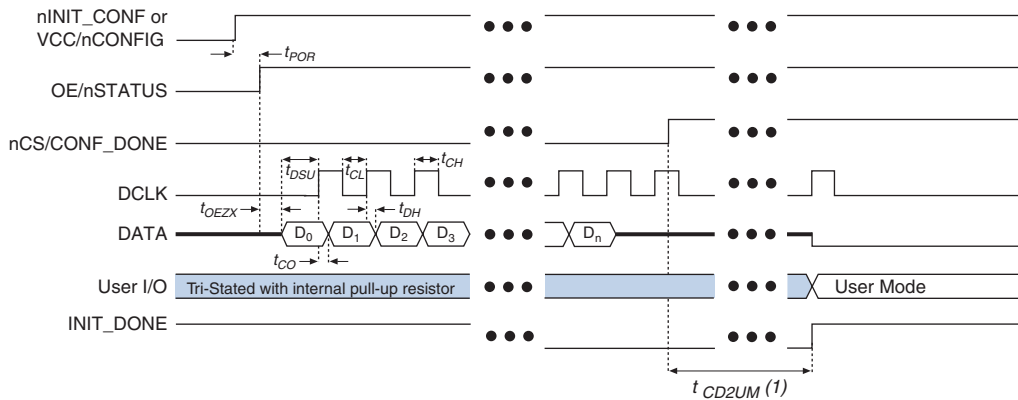 nINIT_CONF or
VCC/nCONFIG
tPOR
OE/nSTATUS
nCS/CONF_DONE
tDSU
tCL
tCH
DCLK
tOEZX
tDH
DATA
D0
D1
D2
D3
Dn
tCO
User I/O
Tri-Stated with internal pull-up resistor
User Mode
INIT_DONE
t CD2UM (1)